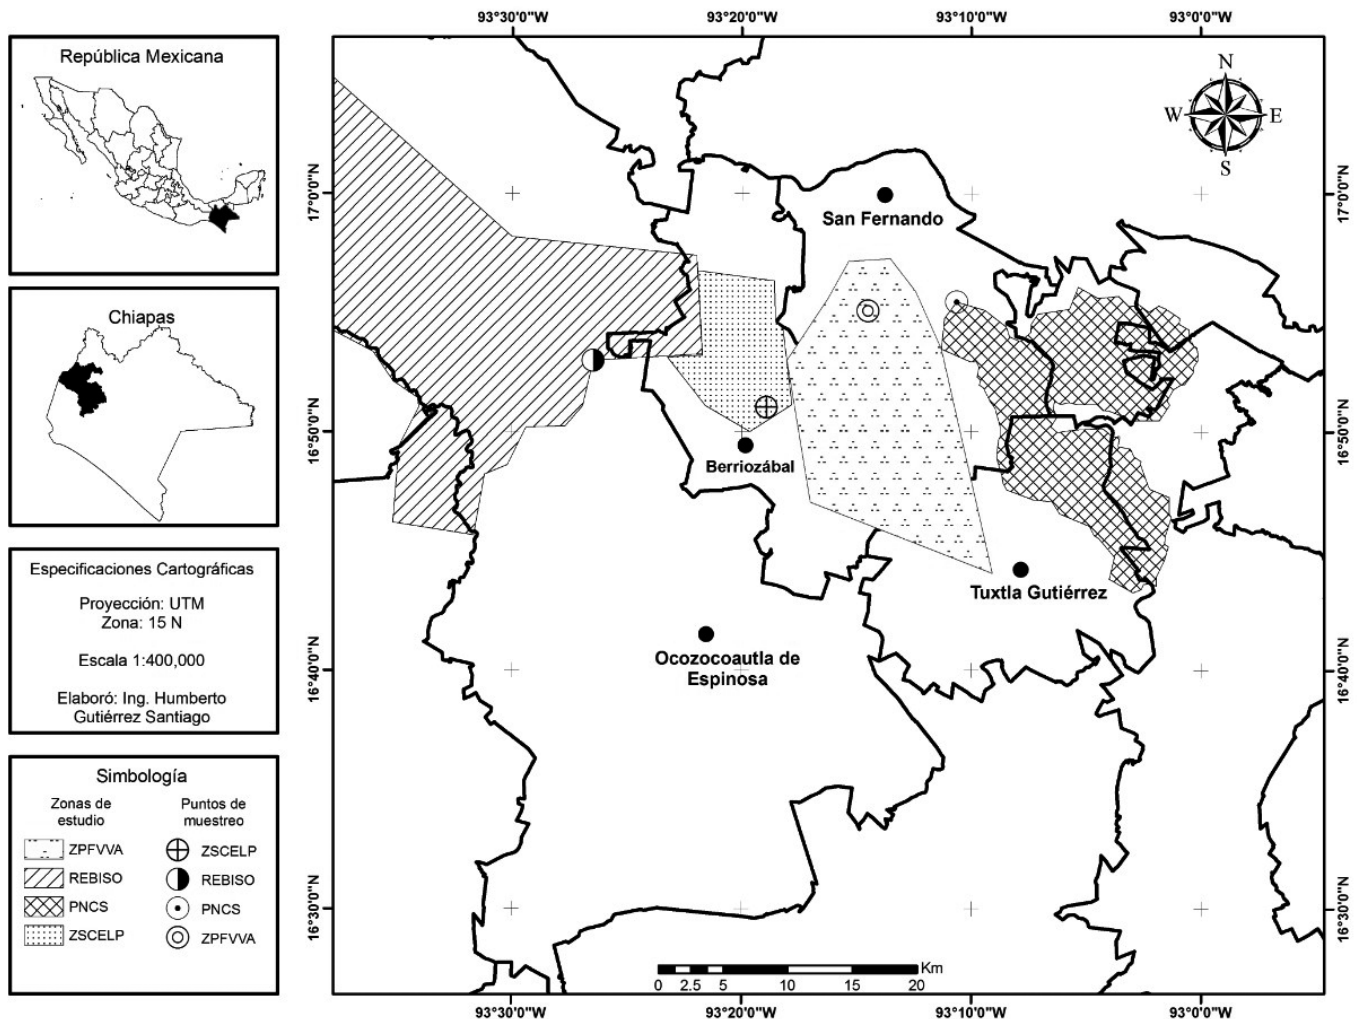 93°30'0"W
93°20'0"W
93°10'0"W
93°0'0"W
República Mexicana
Chiapas
Especificaciones Cartográficas
Proyección: UTM
Zona: 15 N
Escala 1:400,000
Elaboró: Ing. Humberto
Gutiérrez Santiago
Simbología
Zonas de
estudio
Puntos de
muestreo
ZPFVVA
ZSCELP
REBISO
REBISO
PNCS
PNCS
ZSCELP
ZPFVVA
N
W
E
S
17°0'0"N
17°0'0"N
San Fernando
16°50'0"N
16°50'0"N
Berriozábal
Tuxtla Gutiérrez
Ocozocoautla de
Espinosa
16°40'0"N
16°40'0"N
16°30'0"N
16°30'0"N
Km
0 2.5 5 10 15 20
93°30'0"W
93°20'0"W
93°10'0"W
93°0'0"W